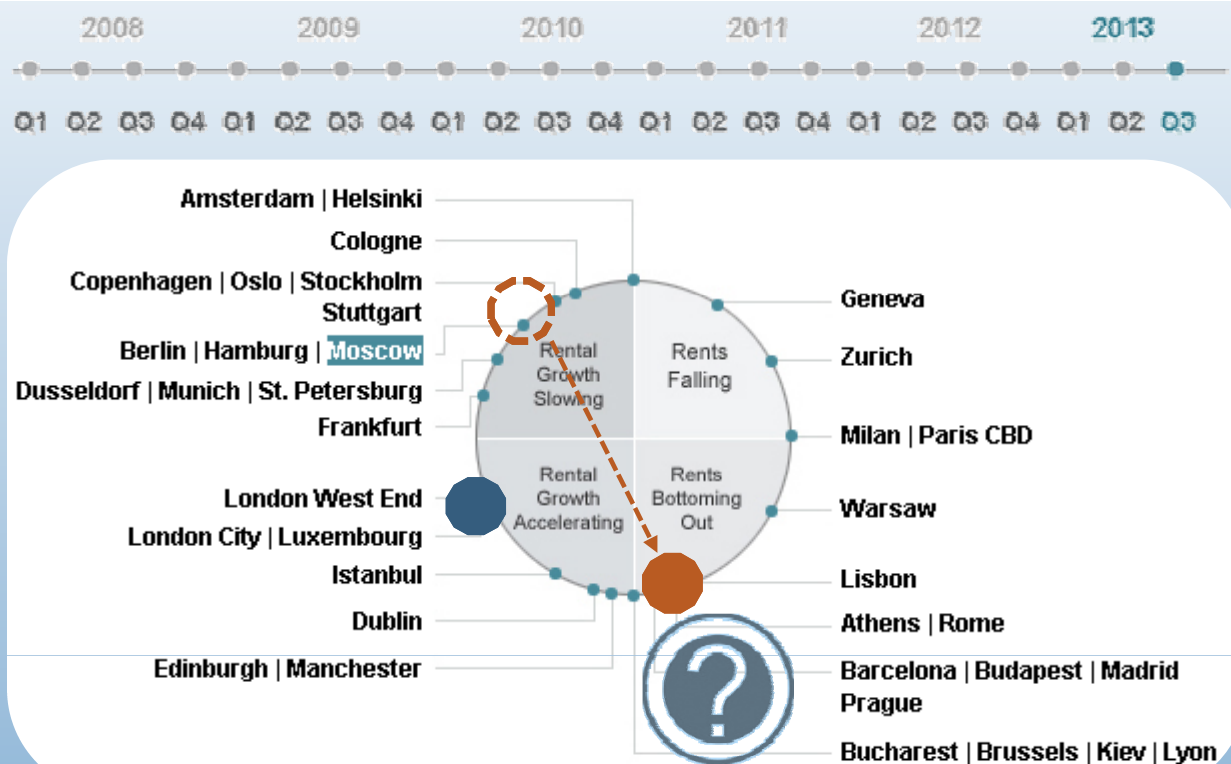 2008 2009 2010 2011 2012 2013
Q1 Q2 Q3 Q4 Q1 Q2 Q3 Q4 Q1 Q2 Q3 Q4 Q1 Q2 Q3 Q4 Q1 Q2 Q3 Q4 Q1 Q2 Q3
Amsterdam | Helsinki
Cologne
Copenhagen | Oslo | Stockholm
Stuttgart
Berlin | Hamburg | Moscow
Dusseldorf | Munich | St. Petersburg
Frankfurt
London West End
London City | Luxembourg
Istanbul
Dublin
Edinburgh | Manchester
Rental
Growth
Slowing
Rents
Falling
Rental
Growth
Accelerating
Rents
Bottoming
Out
Geneva
Zurich
Milan | Paris CBD
Warsaw
Lisbon
Athens | Rome
Barcelona | Budapest | Madrid
Prague
Bucharest | Brussels | Kiev | Lyon
?